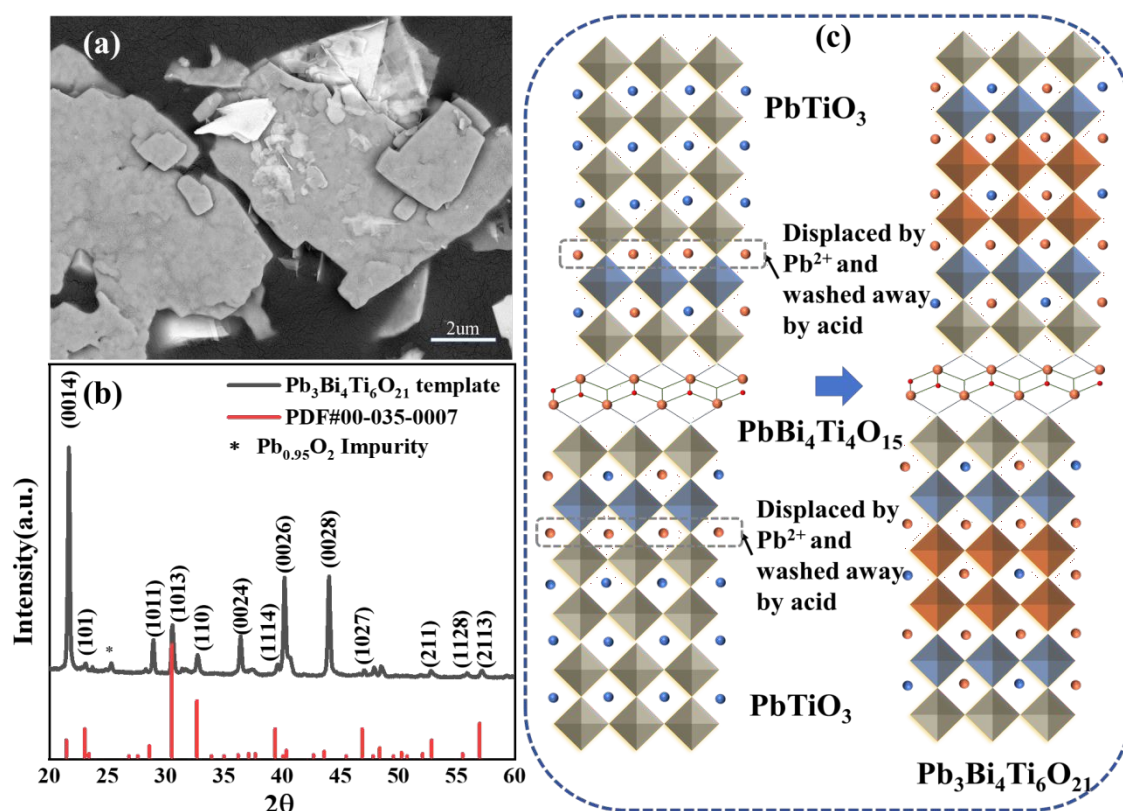 (a)
2um
(b)
Intensity(a.u.)
(0014)
(101)
*
(1011)
(1013)
(110)
(0024)
(1114)
(0026)
(0028)
(1027)
(211)
(1128)
(2113)
Pb₃Bi₄Ti₆O₂₁ template
PDF#00-035-0007
* Pb₀.₉₅O₂ Impurity
20 25 30 35 40 45 50 55 60
2θ
(c)
PbTiO₃
Displaced by
Pb²⁺ and
washed away
by acid
PbBi₄Ti₄O₁₅
Displaced by
Pb²⁺ and
washed away
by acid
PbTiO₃
Pb₃Bi₄Ti₆O₂₁